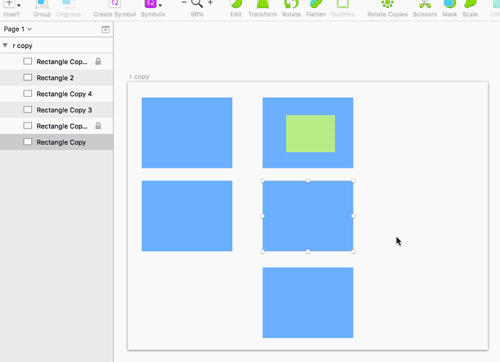 Insert
Group
Ungroup
Create Symbol
Symbols
96%
Edit
Transform
Rotate
Flatten
Outlines
Rotate Copies
Scissors
Mask
Scale
Page 1
r copy
Rectangle Cop...
Rectangle 2
Rectangle Copy 4
Rectangle Copy 3
Rectangle Cop...
Rectangle Copy
r copy